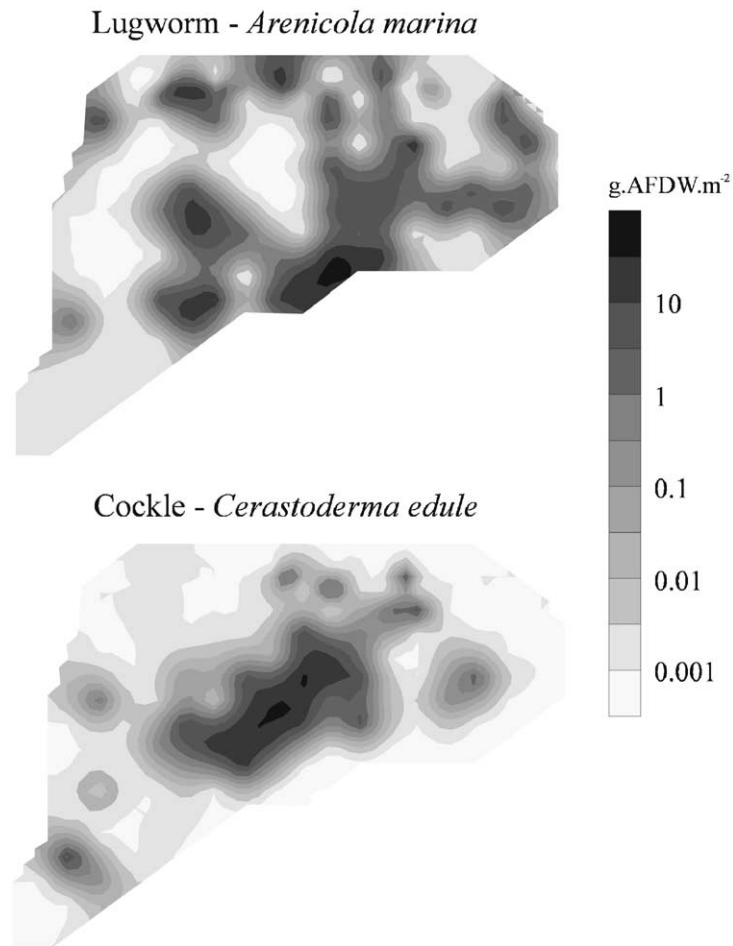 Lugworm - Arenicola marina
g.AFDW.m⁻²
10
1
0.1
0.01
0.001
Cockle - Cerastoderma edule